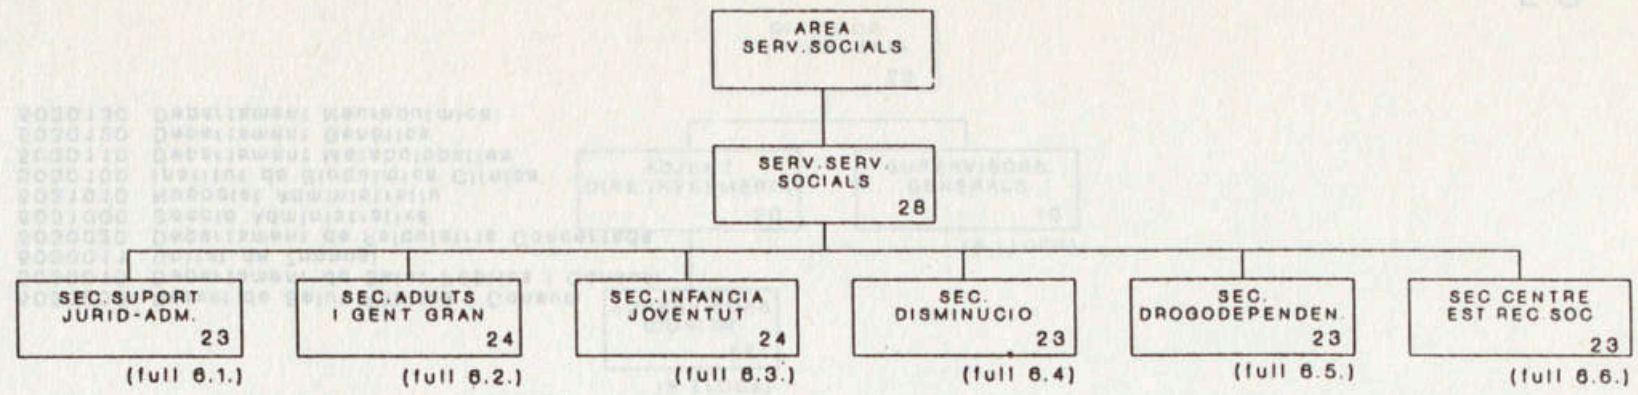 AREA
SERV.SOCIALS
SERV.SERV.
SOCIALS
28
SEC.SUPORT
JURID-ADM.
23
(full 6.1.)
SEC.ADULTS
I GENT GRAN
24
(full 6.2.)
SEC.INFANCIA
JOVENTUT
24
(full 6.3.)
SEC.
DISMINUCIO
23
(full 6.4)
SEC.
DROGODEPENDEN.
23
(full 6.5.)
SEC CENTRE
EST REC SOC
23
(full 6.6.)